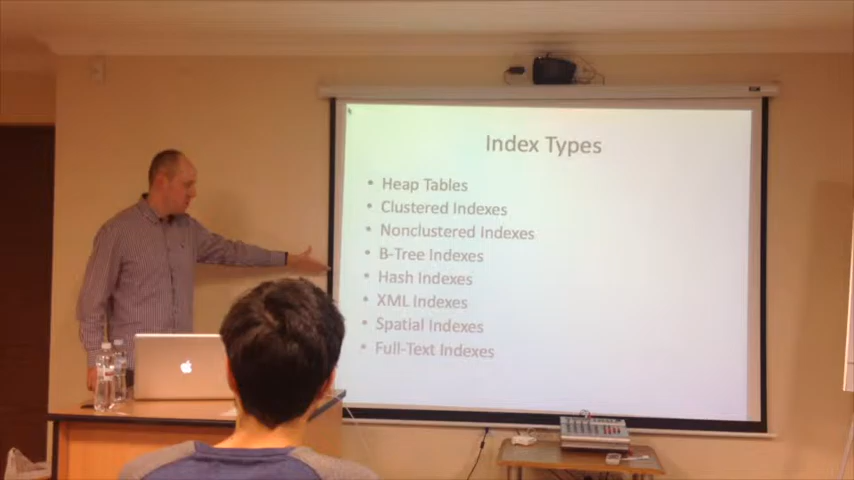 Index Types
• Heap Tables
• Clustered Indexes
• Nonclustered Indexes
• B-Tree Indexes
• Hash Indexes
• XML Indexes
• Spatial Indexes
• Full-Text Indexes